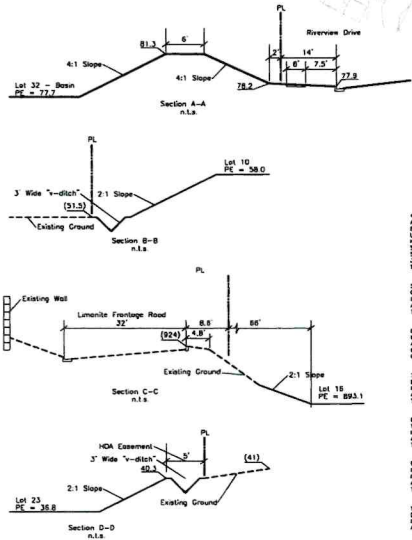 PL
Riverview Drive
81.3
6'
2'
14'
4:1 Slope
4:1 Slope
6'
7.5'
77.9
Lot 32 - Basin
PE = 77.7
78.2
Section A-A
n.t.s.
PL
Lot 10
PE = 58.0
3' Wide "v-ditch"
2:1 Slope
(51.5)
Existing Ground
Section B-B
n.t.s.
PL
Existing Wall
Limonite Frontage Road
32'
8.8'
66'
(924)
4.8'
Existing Ground
2:1 Slope
Lot 16
PE = 893.1
Section C-C
n.t.s.
PL
HOA Easement
5'
3' Wide "v-ditch"
(41)
40.3
2:1 Slope
Lot 23
PE = 36.8
Existing Ground
Section D-D
n.t.s.